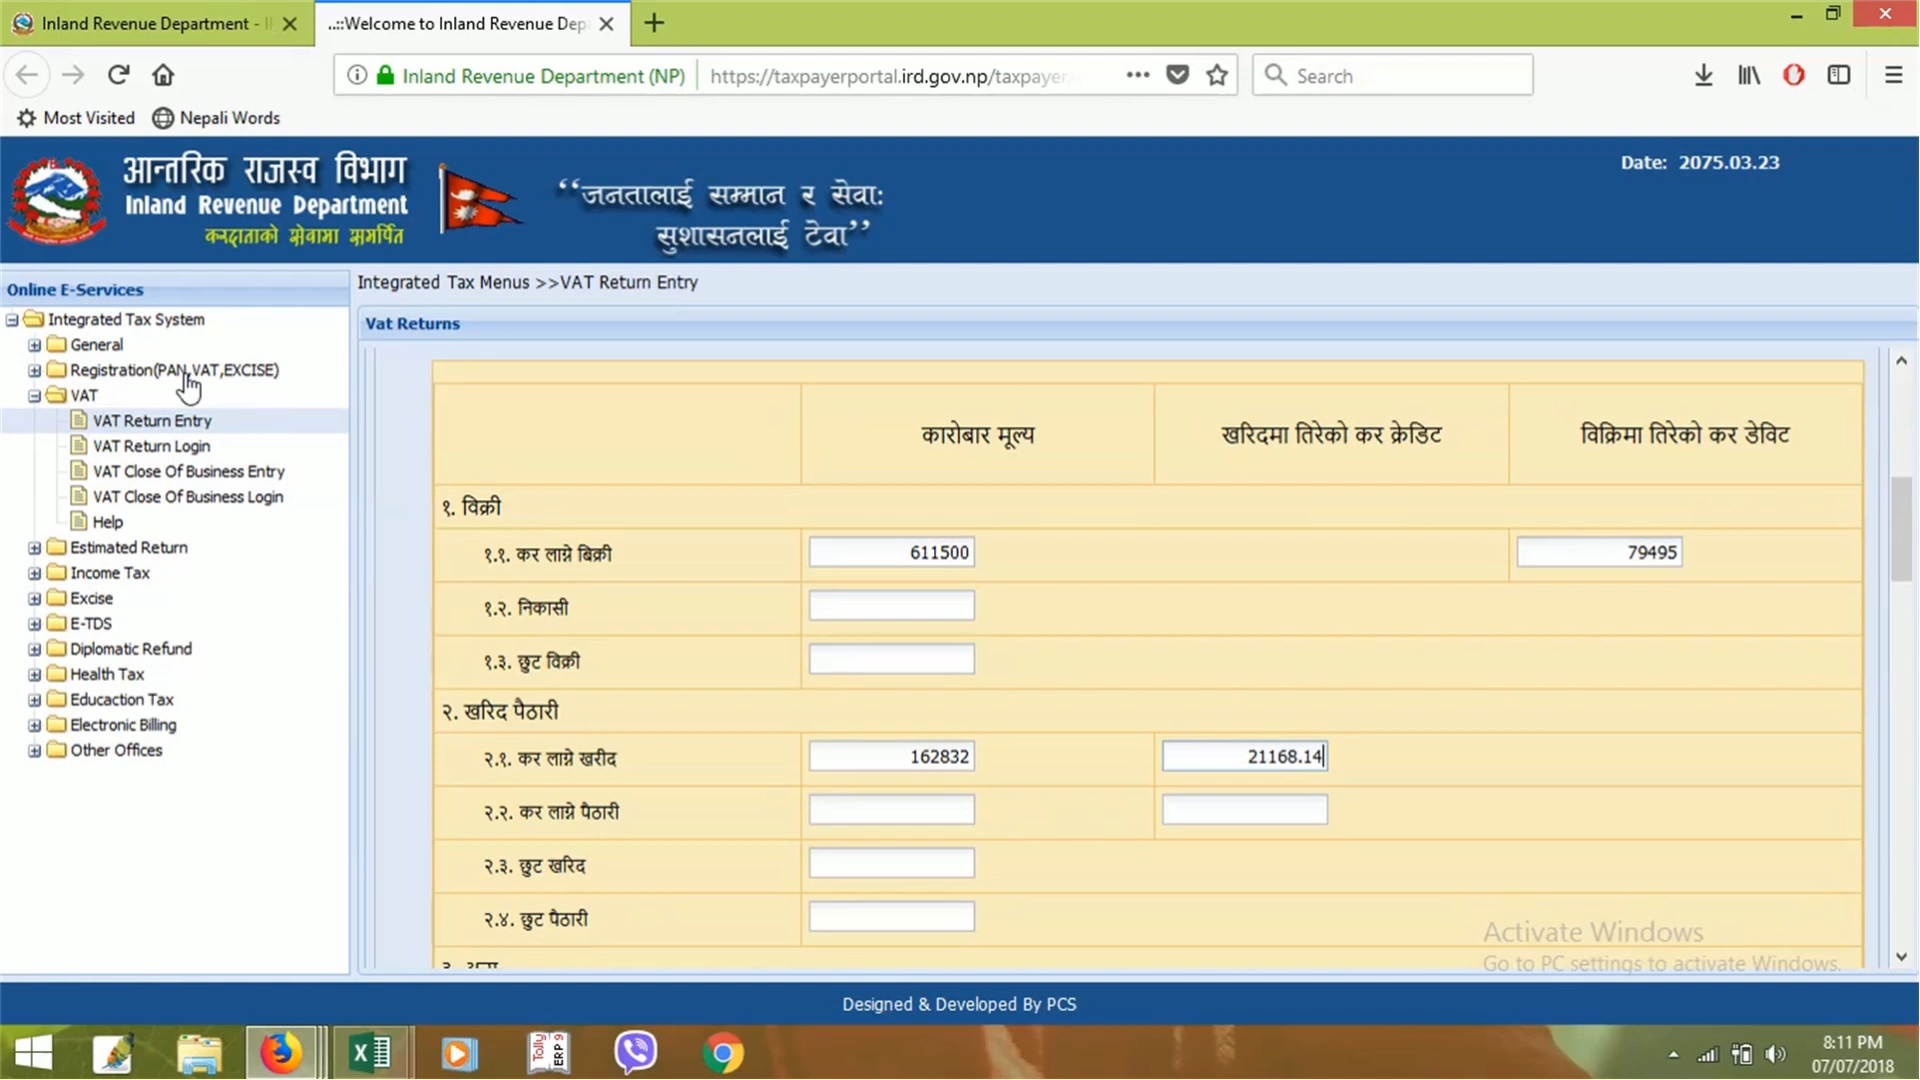 Inland Revenue Department - I
..::Welcome to Inland Revenue Dep
Inland Revenue Department (NP)
https://taxpayerportal.ird.gov.np/taxpayer
Search
Most Visited
Nepali Words
आन्तरिक राजस्व विभाग
Inland Revenue Department
करदाताको सेवामा समर्पित
“जनतालाई सम्मान र सेवा:
सुशासनलाई टेवा”
Date: 2075.03.23
Online E-Services
Integrated Tax System
General
Registration(PAN,VAT,EXCISE)
VAT
VAT Return Entry
VAT Return Login
VAT Close Of Business Entry
VAT Close Of Business Login
Help
Estimated Return
Income Tax
Excise
E-TDS
Diplomatic Refund
Health Tax
Educaction Tax
Electronic Billing
Other Offices
Integrated Tax Menus >>VAT Return Entry
Vat Returns
कारोबार मूल्य खरिदमा तिरेको कर क्रेडिट विक्रिमा तिरेको कर डेविट
१. विक्री
१.१. कर लाग्ने बिक्री 611500 79495
१.२. निकासी
१.३. छुट विक्री
२. खरिद पैठारी
२.१. कर लाग्ने खरीद 162832 21168.14
२.२. कर लाग्ने पैठारी
२.३. छुट खरिद
२.४. छुट पैठारी
Activate Windows
Go to PC settings to activate Windows.
Designed & Developed By PCS
Tally
ERP 9
8:11 PM
07/07/2018